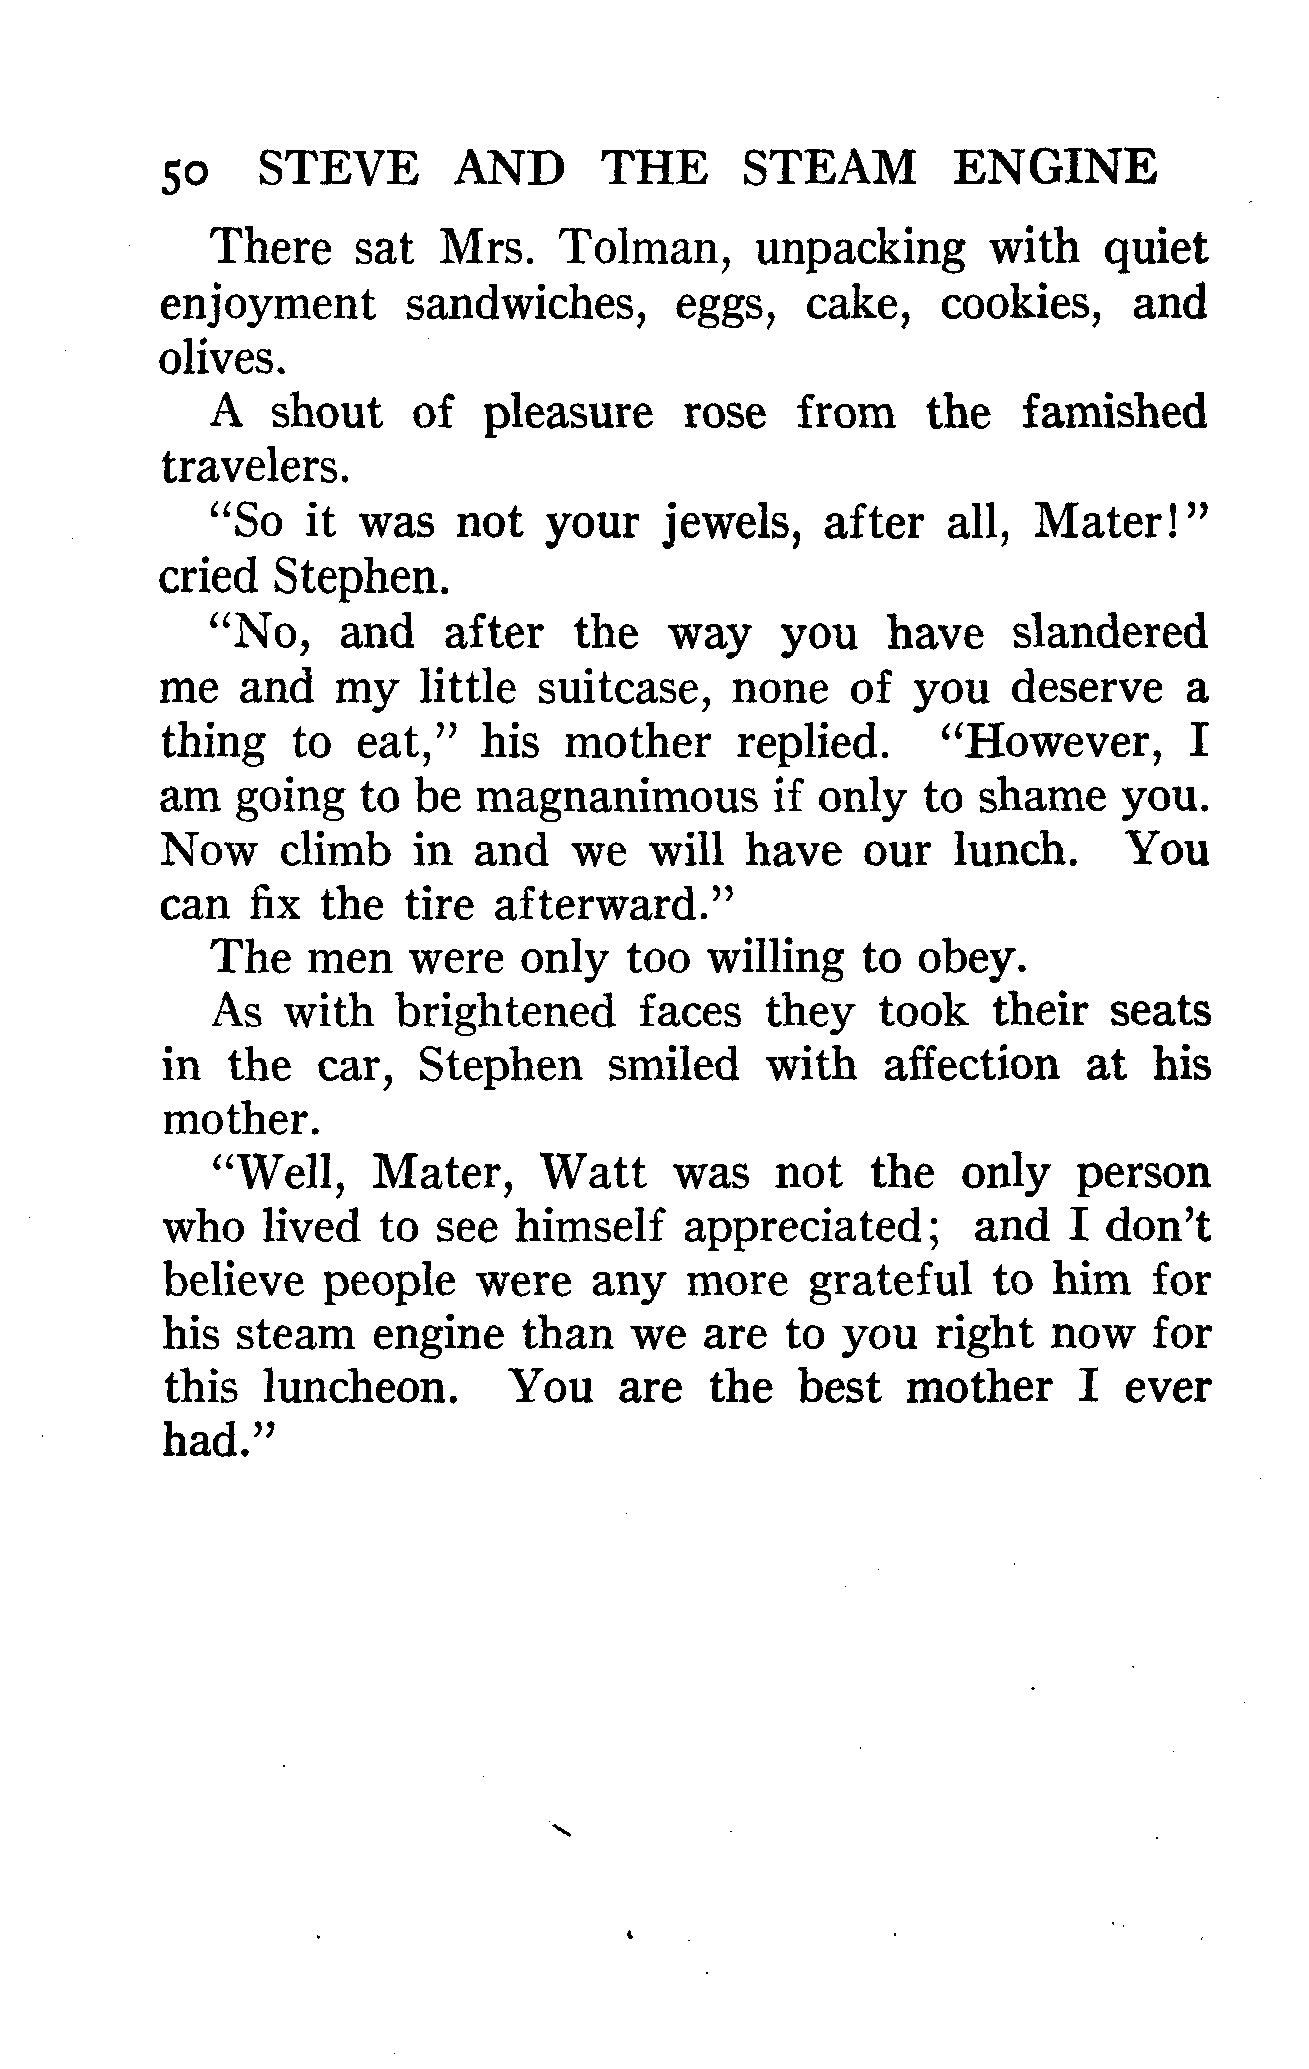 50 STEVE AND THE STEAM ENGINE
There sat Mrs. Tolman, unpacking with quiet
enjoyment sandwiches, eggs, cake, cookies, and
olives.
A shout of pleasure rose from the famished
travelers.
“So it was not your jewels, after all, Mater!”
cried Stephen.
“No, and after the way you have slandered
me and my little suitcase, none of you deserve a
thing to eat,” his mother replied. “However, I
am going to be magnanimous if only to shame you.
Now climb in and we will have our lunch. You
can fix the tire afterward.”
The men were only too willing to obey.
As with brightened faces they took their seats
in the car, Stephen smiled with affection at his
mother.
“Well, Mater, Watt was not the only person
who lived to see himself appreciated; and I don’t
believe people were any more grateful to him for
his steam engine than we are to you right now for
this luncheon. You are the best mother I ever
had.”